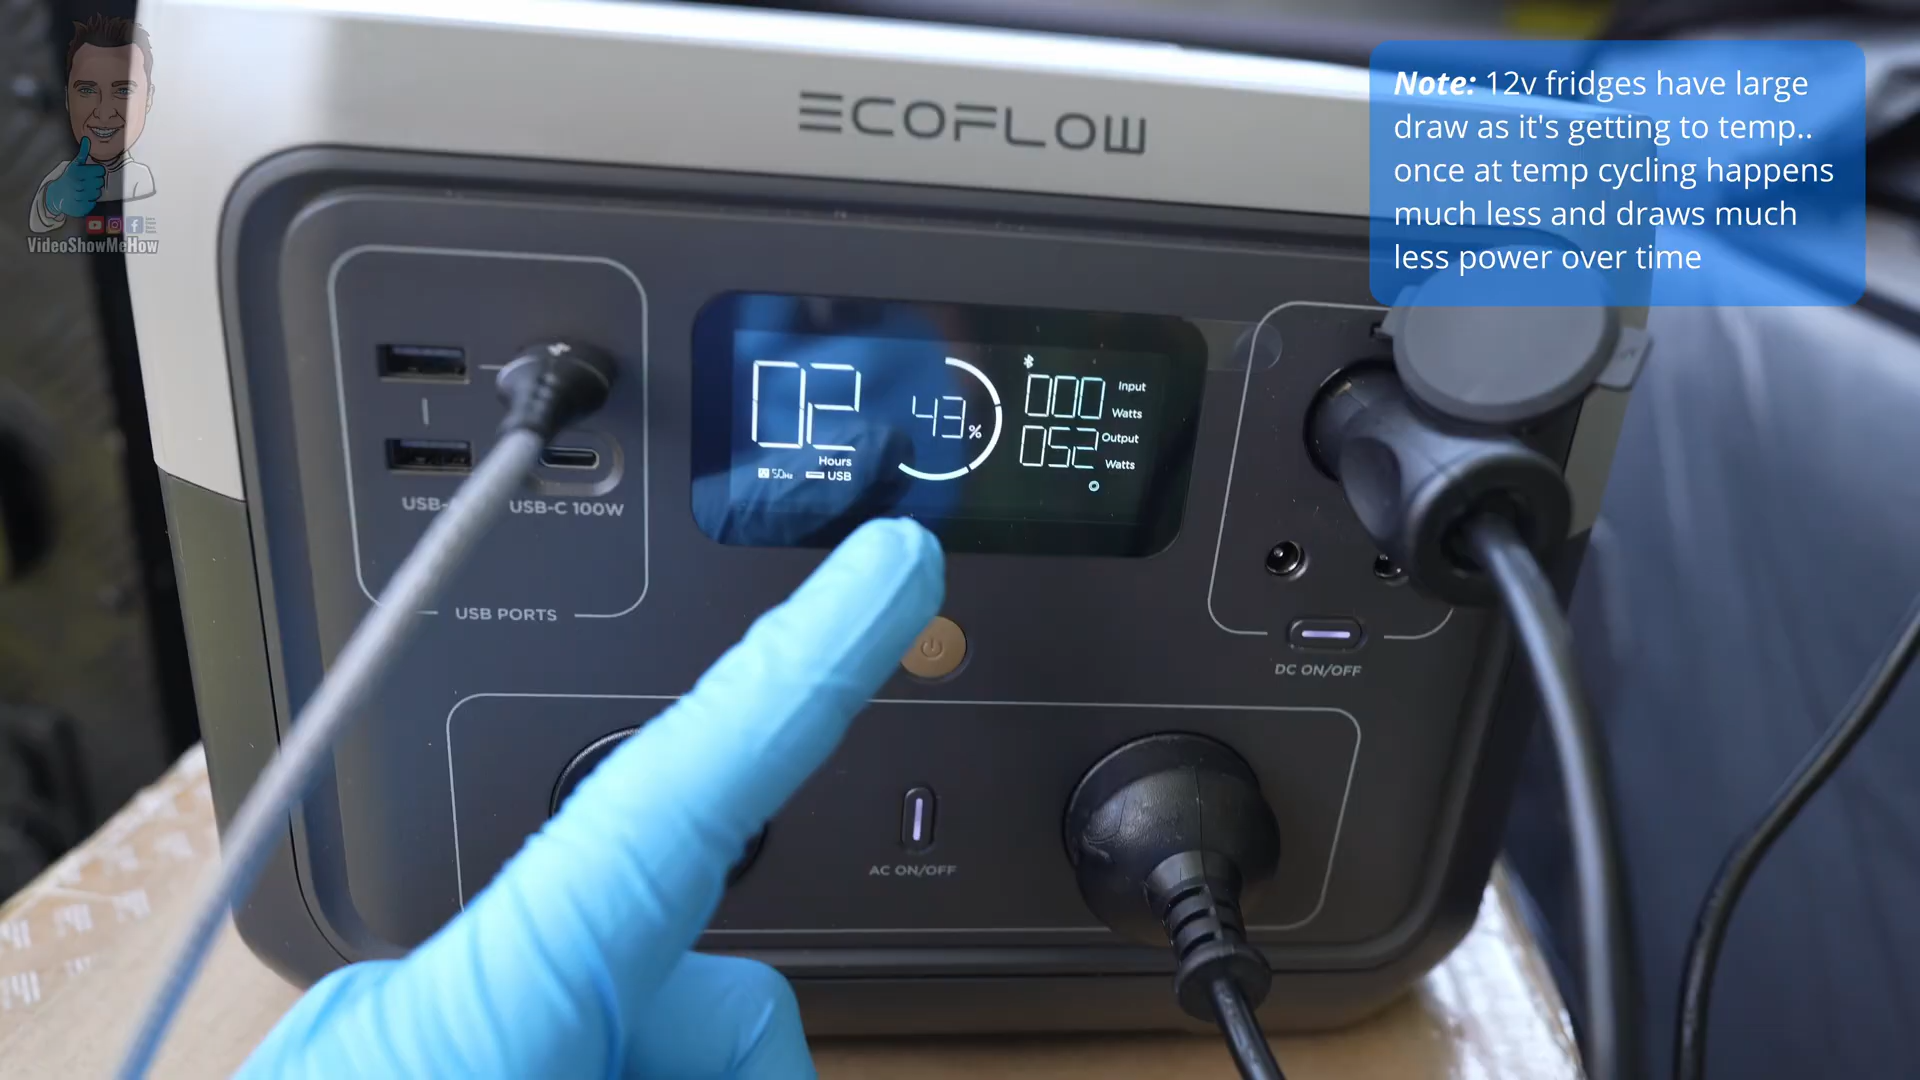 ECOFLOW
Note: 12v fridges have large
draw as it's getting to temp..
once at temp cycling happens
much less and draws much
less power over time
VideoShowMeHow
02
Hours
50Hz
USB
43%
000 Input
Watts
052 Output
Watts
USB-C 100W
USB PORTS
DC ON/OFF
AC ON/OFF